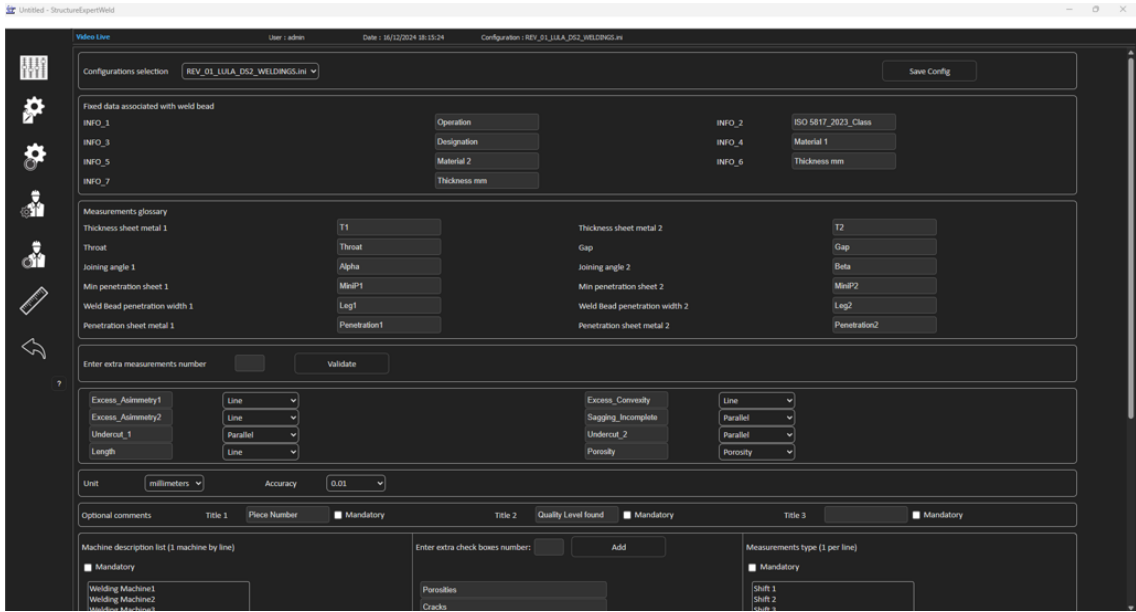 Untitled - StructureExpertWeld
Video Live User : admin Date : 16/12/2024 18:15:24 Configuration : REV_01_LULA_DS2_WELDINGS.ini
Configurations selection REV_01_LULA_DS2_WELDINGS.ini Save Config
Fixed data associated with weld bead
INFO_1 Operation INFO_2 ISO 5817_2023_Class
INFO_3 Designation INFO_4 Material 1
INFO_5 Material 2 INFO_6 Thickness mm
INFO_7 Thickness mm
Measurements glossary
Thickness sheet metal 1 T1 Thickness sheet metal 2 T2
Throat Throat Gap Gap
Joining angle 1 Alpha Joining angle 2 Beta
Min penetration sheet 1 MiniP1 Min penetration sheet 2 MiniP2
Weld Bead penetration width 1 Leg1 Weld Bead penetration width 2 Leg2
Penetration sheet metal 1 Penetration1 Penetration sheet metal 2 Penetration2
Enter extra measurements number Validate
?
Excess_Asimmetry1 Line Excess_Convexity Line
Excess_Asimmetry2 Line Sagging_Incomplete Parallel
Undercut_1 Parallel Undercut_2 Parallel
Length Line Porosity Porosity
Unit millimeters Accuracy 0.01
Optional comments Title 1 Piece Number Mandatory Title 2 Quality Level found Mandatory Title 3 Mandatory
Machine description list (1 machine by line) Enter extra check boxes number: Add Measurements type (1 per line)
Mandatory Mandatory
Welding Machine1 Porosities Shift 1
Welding Machine2 Shift 2
Welding Machine3 Cracks Shift 3